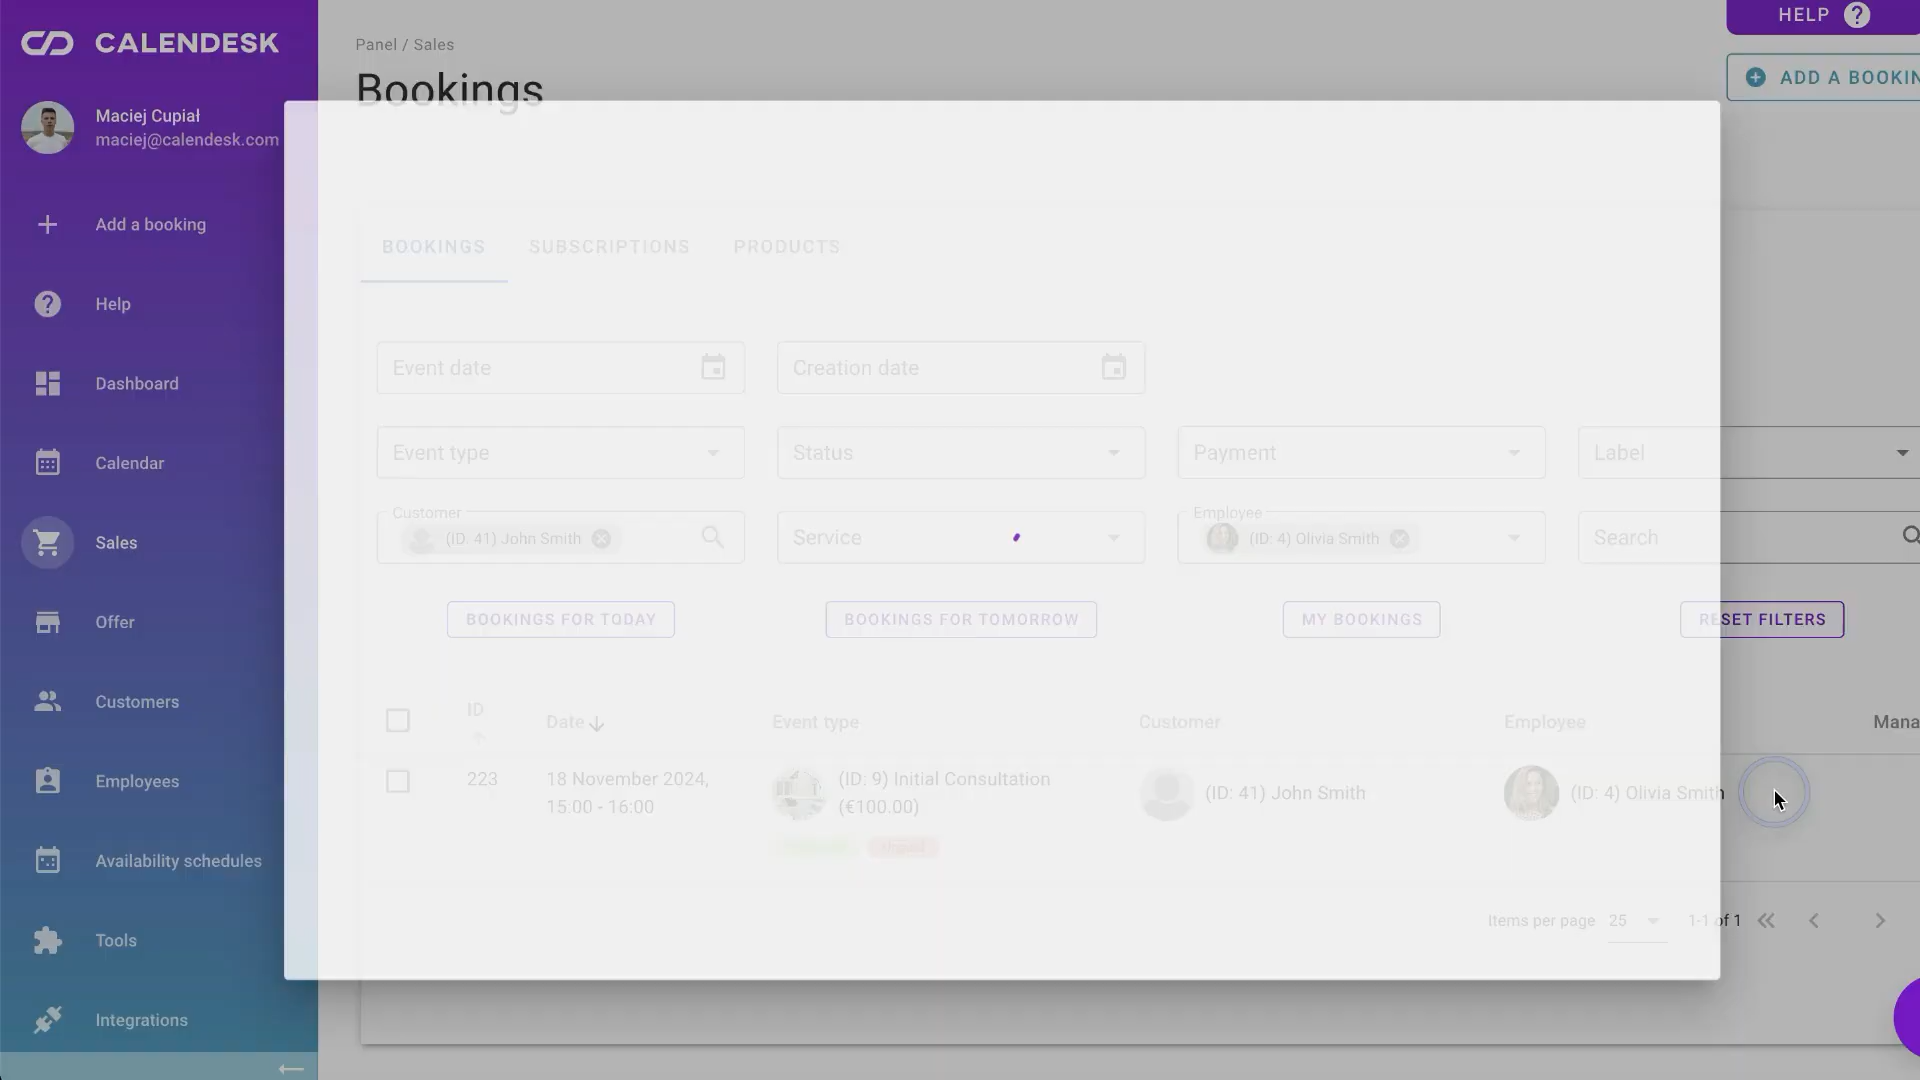 CALENDESK
Maciej Cupiał
maciej@calendesk.com
Add a booking
Help
Dashboard
Calendar
Sales
Offer
Customers
Employees
Availability schedules
Tools
Integrations
Panel / Sales
Bookings
HELP
ADD A BOOKIN
BOOKINGS SUBSCRIPTIONS PRODUCTS
Event date Creation date
Event type Status Payment Label
Customer Employee
(ID: 41) John Smith Service (ID: 4) Olivia Smith Search
BOOKINGS FOR TODAY BOOKINGS FOR TOMORROW MY BOOKINGS RESET FILTERS
ID Date Event type Customer Employee Mana
223 18 November 2024, (ID: 9) Initial Consultation (ID: 41) John Smith (ID: 4) Olivia Smith
15:00 - 16:00 (€100.00)
Unpaid
Items per page 25 1-1 of 1